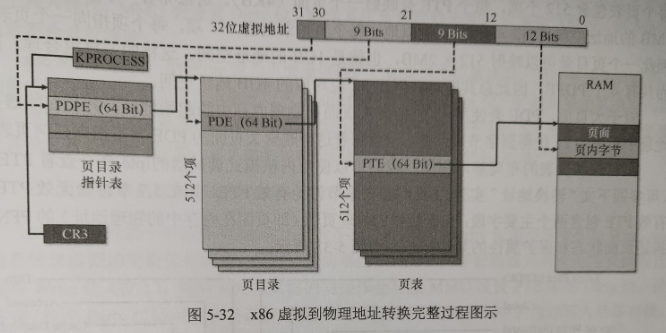 31 30 21 12 0
32位虚拟地址 9 Bits 9 Bits 12 Bits
KPROCESS
RAM
PDPE（64 Bit）
PDE（64 Bit）
页面
页内字节
PTE（64 Bit）
页目录
指针表
512个项
512个项
CR3
页目录
页表
图 5-32 x86 虚拟到物理地址转换完整过程图示